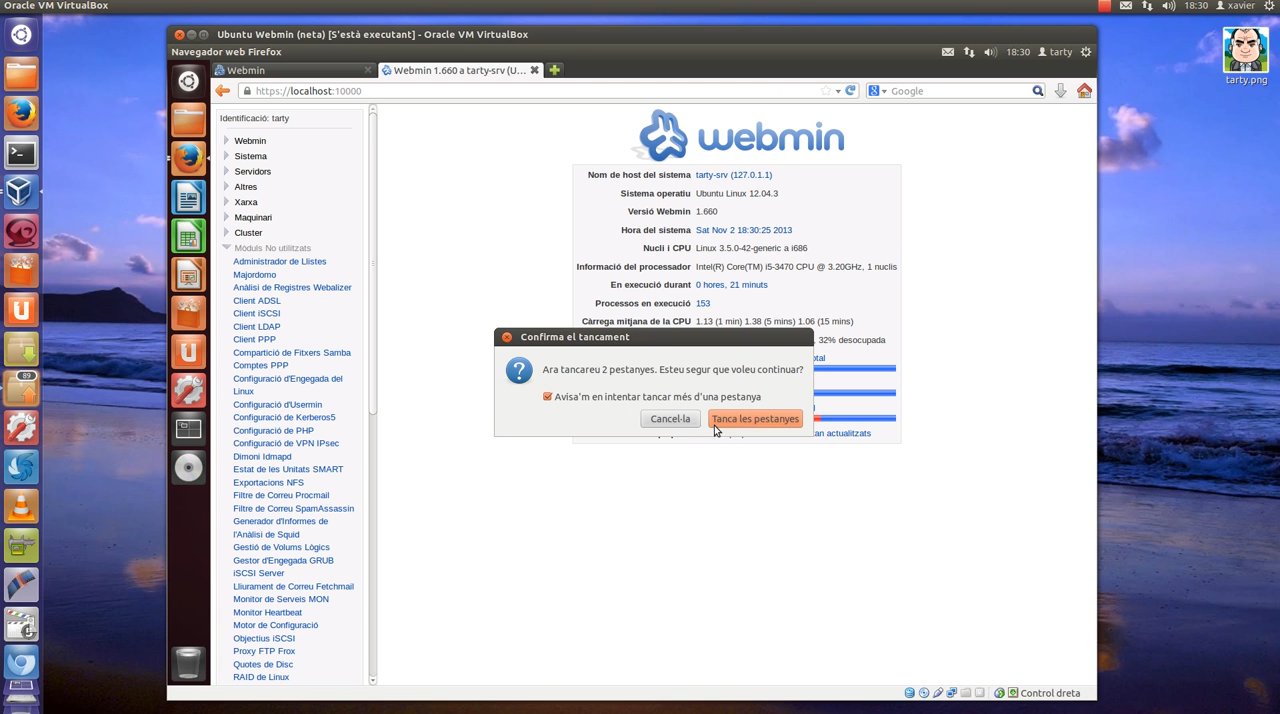 Oracle VM VirtualBox
18:30
xavier
tarty.png
Ubuntu Webmin (neta) [S'està executant] - Oracle VM VirtualBox
Navegador web Firefox
18:30
tarty
Webmin
Webmin 1.660 a tarty-srv (U...
https://localhost:10000
Google
Identificació: tarty
Webmin
Sistema
Servidors
Altres
Xarxa
Maquinari
Cluster
Mòduls No utilitzats
Administrador de Llistes
Majordomo
Anàlisi de Registres Webalizer
Client ADSL
Client iSCSI
Client LDAP
Client PPP
Compartició de Fitxers Samba
Comptes PPP
Configuració d'Engegada del
Linux
Configuració d'Usermin
Configuració de Kerberos5
Configuració de PHP
Configuració de VPN IPsec
Dimoni Idmapd
Estat de les Unitats SMART
Exportacions NFS
Filtre de Correu Procmail
Filtre de Correu SpamAssassin
Generador d'Informes de
l'Anàlisi de Squid
Gestió de Volums Lògics
Gestor d'Engegada GRUB
iSCSI Server
Lliurament de Correu Fetchmail
Monitor de Serveis MON
Monitor Heartbeat
Motor de Configuració
Objectius iSCSI
Proxy FTP Frox
Quotes de Disc
RAID de Linux
webmin
Nom de host del sistema tarty-srv (127.0.1.1)
Sistema operatiu Ubuntu Linux 12.04.3
Versió Webmin 1.660
Hora del sistema Sat Nov 2 18:30:25 2013
Nucli i CPU Linux 3.5.0-42-generic a i686
Informació del processador Intel(R) Core(TM) i5-3470 CPU @ 3.20GHz, 1 nuclis
En execució durant 0 hores, 21 minuts
Processos en execució 153
Càrrega mitjana de la CPU 1.13 (1 min) 1.38 (5 mins) 1.06 (15 mins)
32% desocupada
Confirma el tancament
Ara tancareu 2 pestanyes. Esteu segur que voleu continuar?
Avisa'm en intentar tancar més d'una pestanya
Cancel·la
Tanca les pestanyes
actualitzats
89
Control dreta